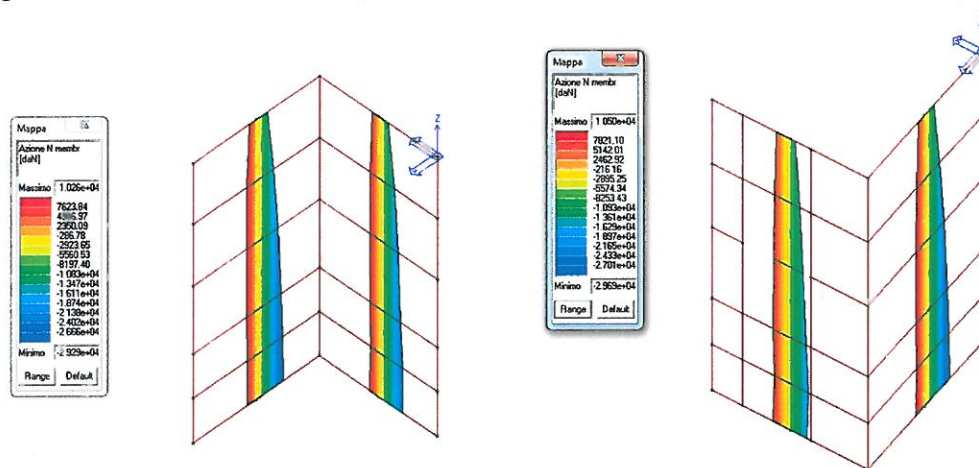 Mappa
Azione N membr
[daN]
Massimo 1.026e+04
7623.84
2350.09
-286.78
-2923.65
-5560.53
-8197.40
-1.083e+04
-1.347e+04
-1.611e+04
-1.874e+04
-2.138e+04
-2.402e+04
-2.666e+04
Minimo -2.929e+04
Range Default
Z
Mappa
Azione N membr
[daN]
Massimo 1.050e+04
7821.10
5142.01
2462.92
-216.16
-2895.25
-5574.34
-8253.43
-1.093e+04
-1.361e+04
-1.629e+04
-1.897e+04
-2.165e+04
-2.433e+04
-2.701e+04
Minimo -2.969e+04
Range Default